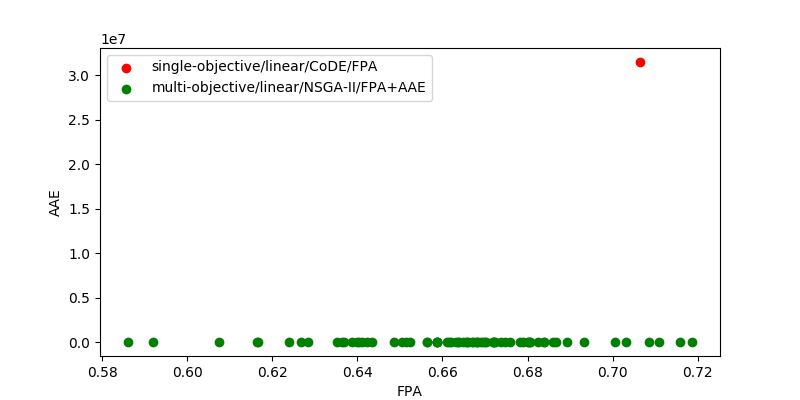 1e7
single-objective/linear/CoDE/FPA
multi-objective/linear/NSGA-II/FPA+AAE
3.0
2.5
2.0
1.5
1.0
0.5
0.0
AAE
0.58 0.60 0.62 0.64 0.66 0.68 0.70 0.72
FPA